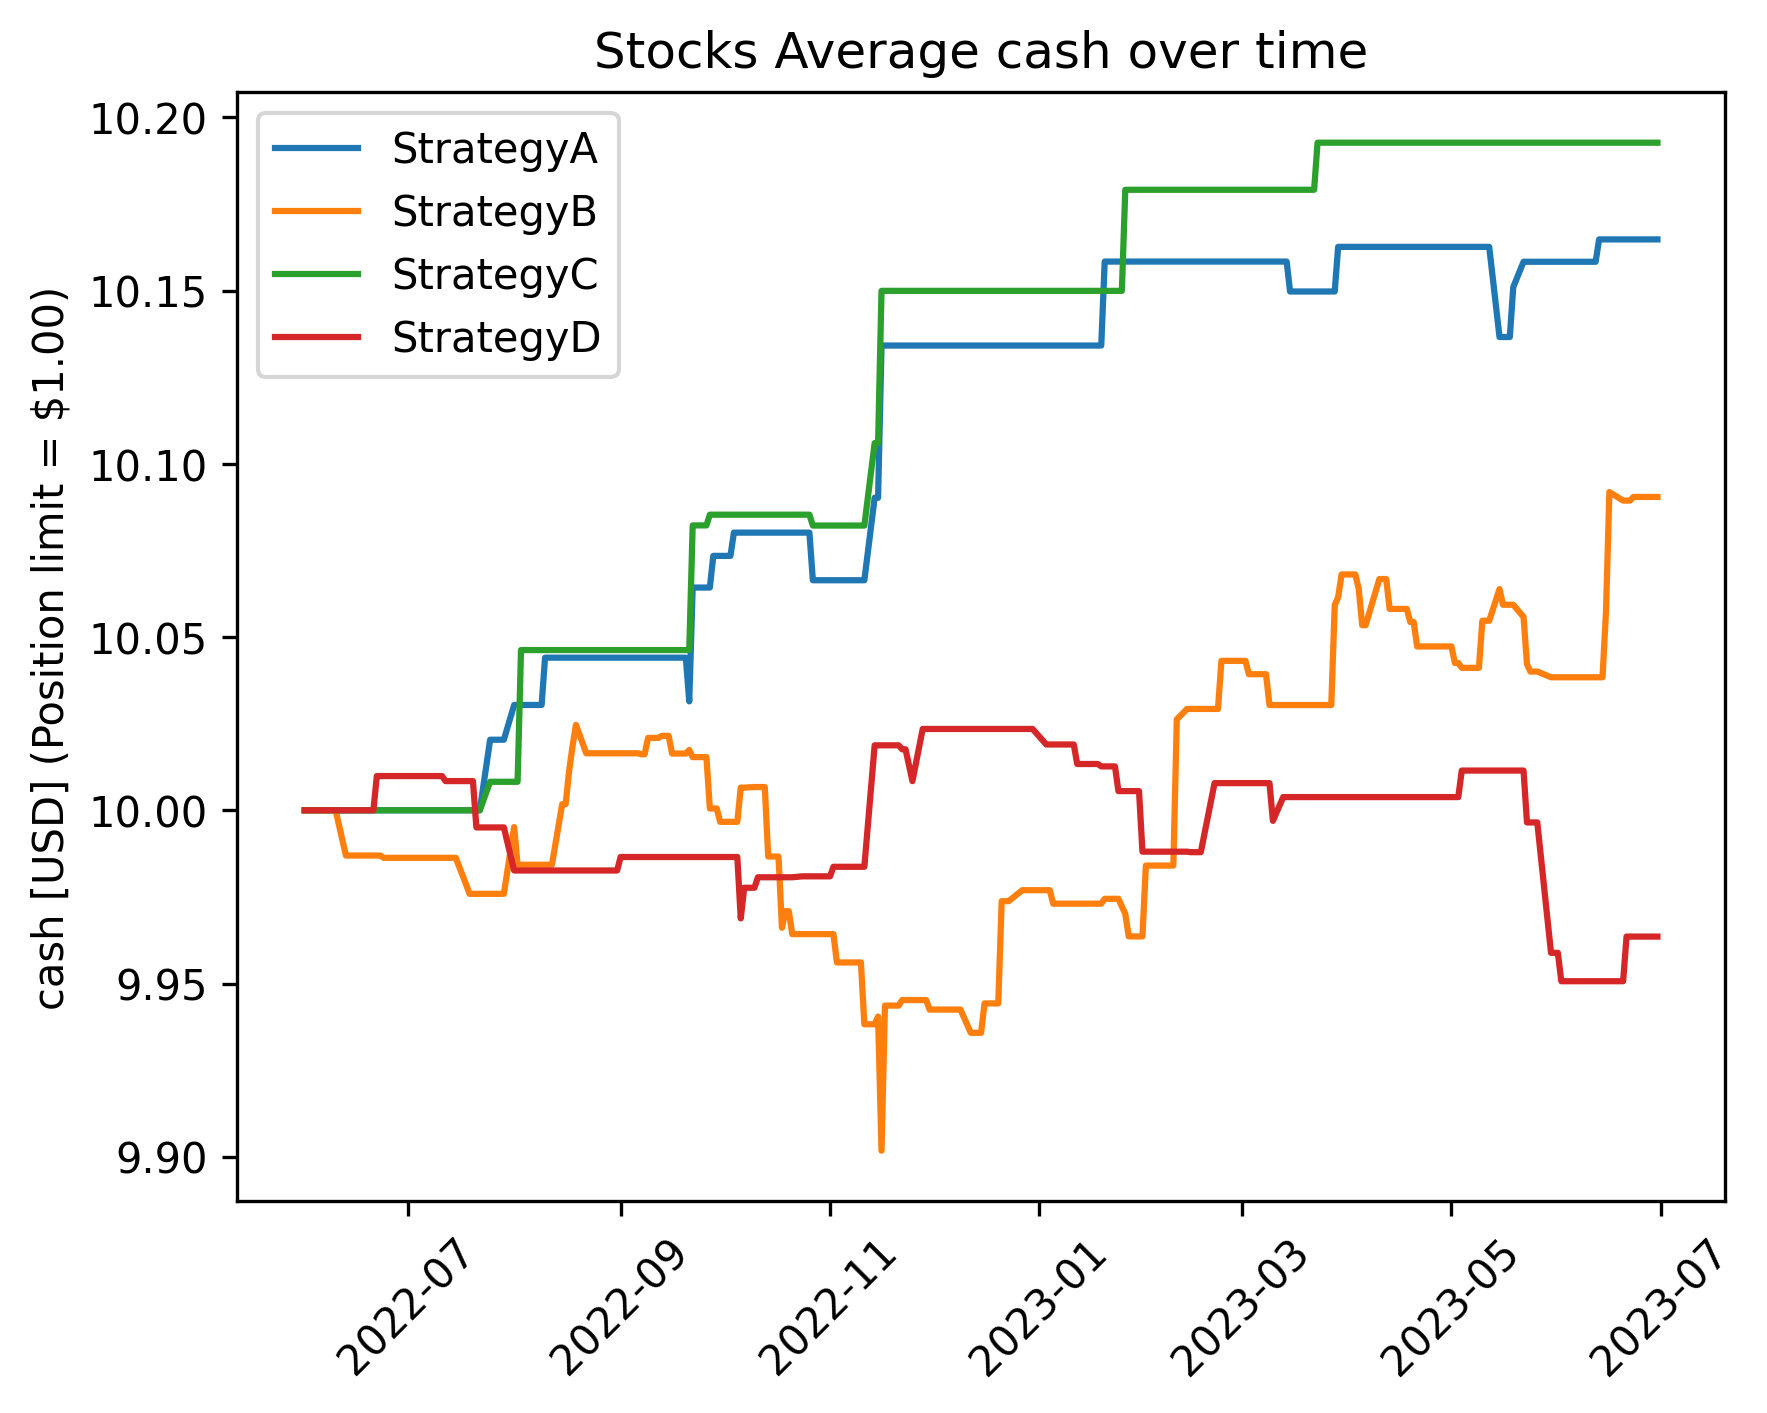 Stocks Average cash over time
cash [USD] (Position limit = $1.00)
10.20
10.15
10.10
10.05
10.00
9.95
9.90
StrategyA
StrategyB
StrategyC
StrategyD
2022-07
2022-09
2022-11
2023-01
2023-03
2023-05
2023-07